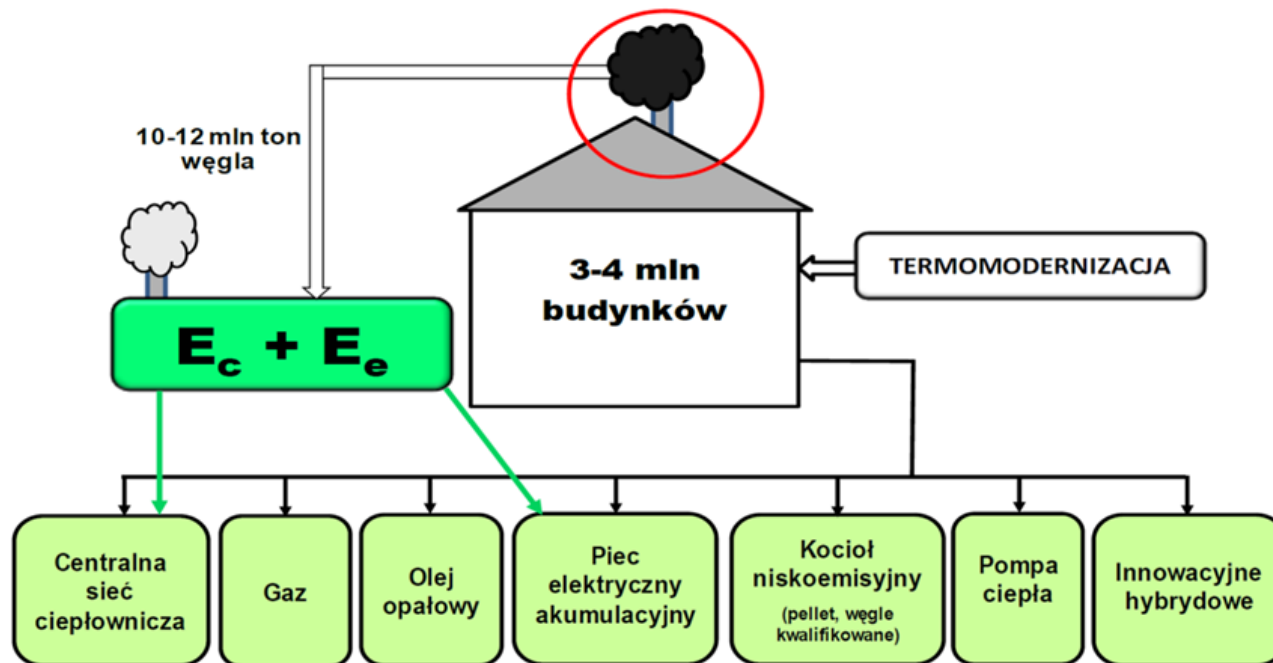 10-12 mln ton
węgla
3-4 mln
budynków
TERMOMODERNIZACJA
Ec + Ee
Centralna
sieć
ciepłownicza
Gaz
Olej
opałowy
Piec
elektryczny
akumulacyjny
Kocioł
niskoemisyjny
(pellet, węgle
kwalifikowane)
Pompa
ciepła
Innowacyjne
hybrydowe